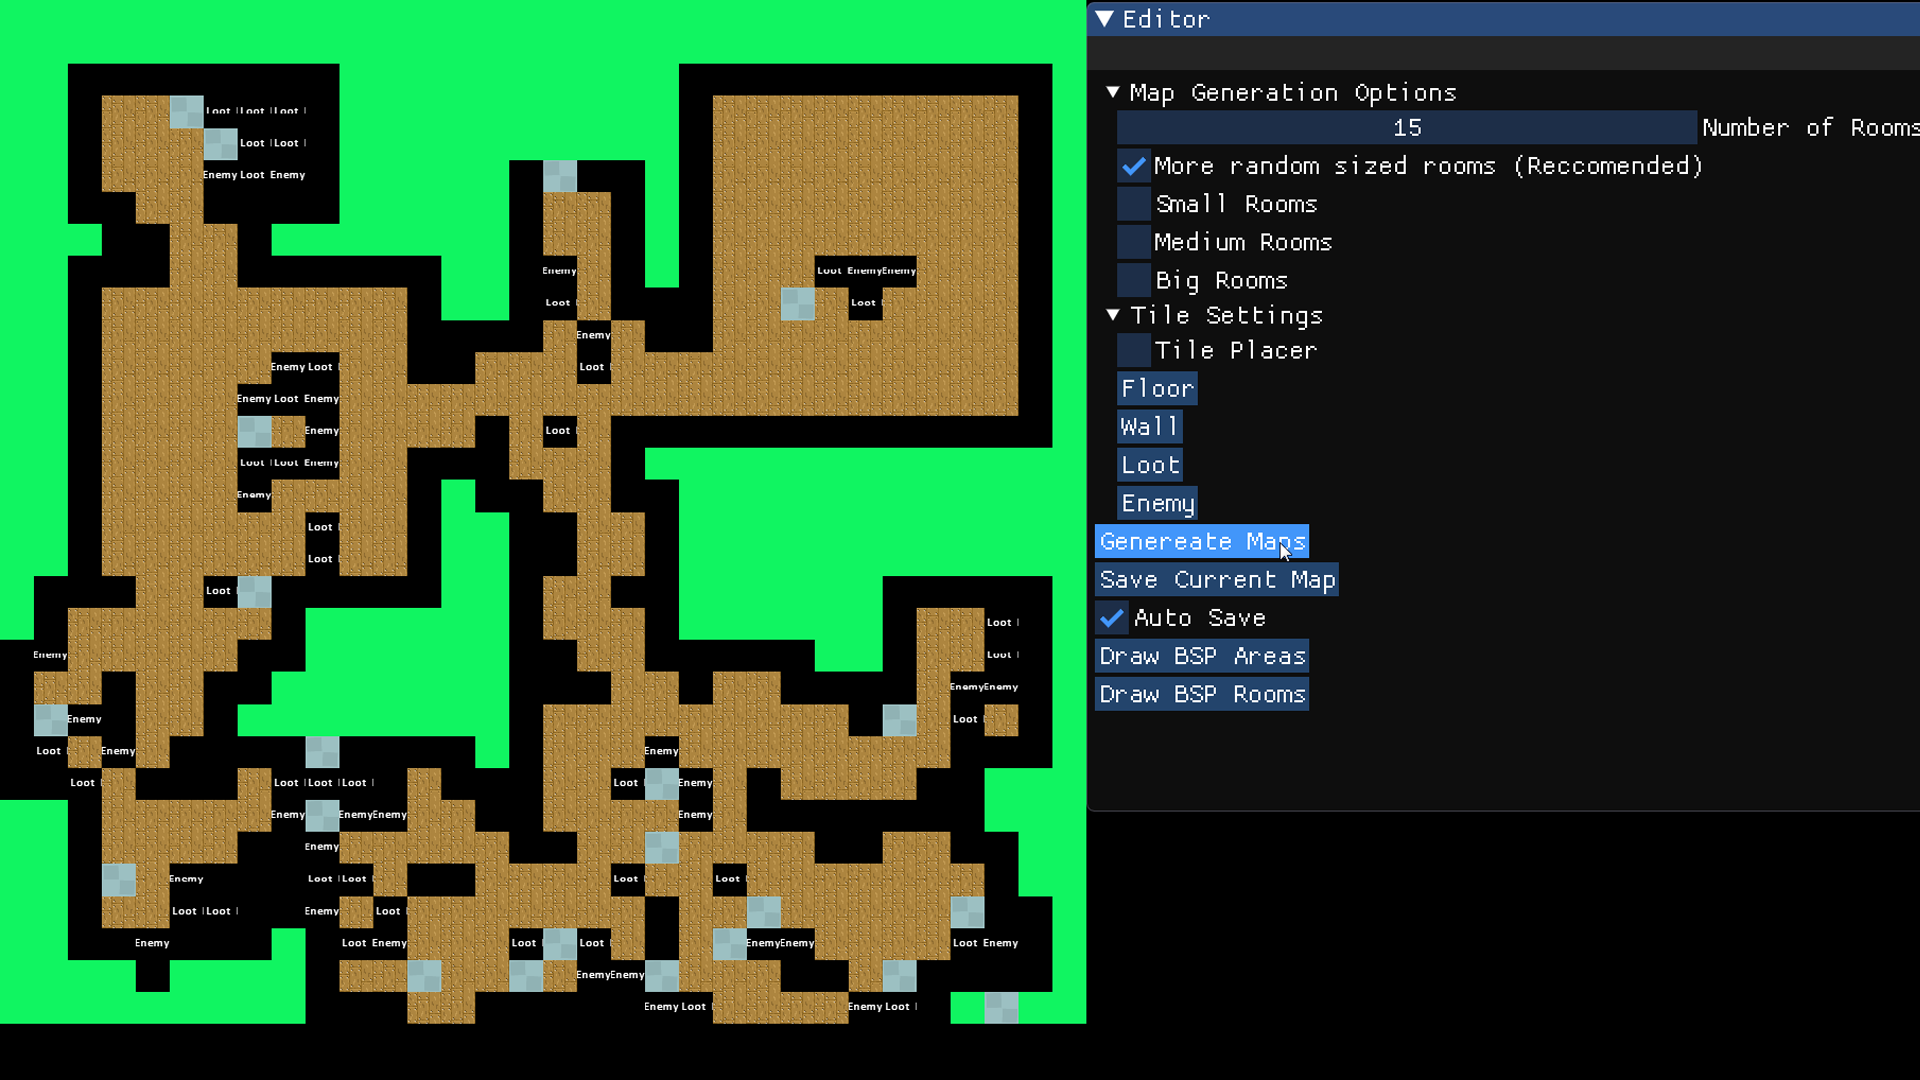 Loot Loot Loot
Loot Loot
Enemy Loot Enemy
Enemy
Loot EnemyEnemy
Loot
Loot
Enemy
Enemy Loot
Loot
Enemy Loot Enemy
Enemy
Loot
Loot Loot Enemy
Enemy
Loot
Loot
Loot
Loot
Enemy
Loot
EnemyEnemy
Enemy
Loot
Loot Enemy
Enemy
Loot
Loot Loot Loot
Loot Enemy
Enemy
EnemyEnemy
Enemy
Enemy
Enemy
Loot Loot
Loot
Loot
Loot Loot
Enemy
Loot
Enemy
Loot Enemy
Loot
Loot
EnemyEnemy
Loot Enemy
EnemyEnemy
Enemy Loot
Enemy Loot
Editor
Map Generation Options
15 Number of Rooms
More random sized rooms (Reccomended)
Small Rooms
Medium Rooms
Big Rooms
Tile Settings
Tile Placer
Floor
Wall
Loot
Enemy
Genereate Maps
Save Current Map
Auto Save
Draw BSP Areas
Draw BSP Rooms